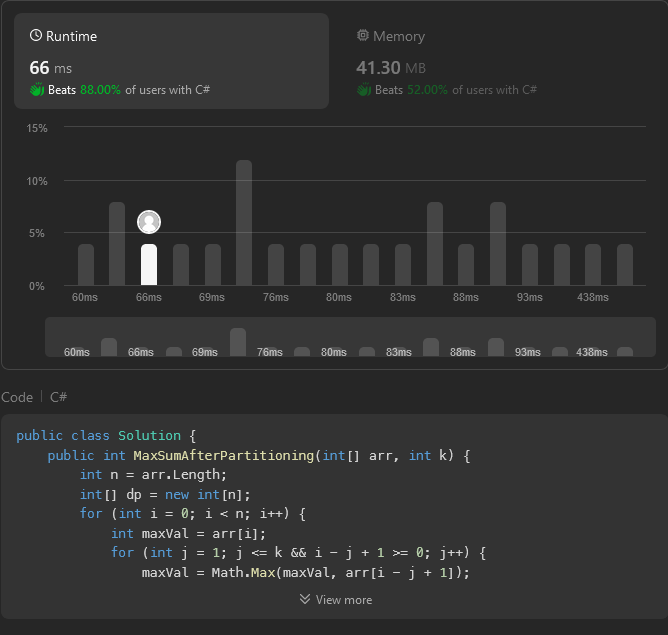 Runtime
Memory
66 ms
41.30 MB
Beats 88.00% of users with C#
Beats 52.00% of users with C#
15%
10%
5%
0%
60ms 66ms 69ms 76ms 80ms 83ms 88ms 93ms 438ms
60ms 66ms 69ms 76ms 80ms 83ms 88ms 93ms 438ms
Code | C#
public class Solution {
    public int MaxSumAfterPartitioning(int[] arr, int k) {
        int n = arr.Length;
        int[] dp = new int[n];
        for (int i = 0; i < n; i++) {
            int maxVal = arr[i];
            for (int j = 1; j <= k && i - j + 1 >= 0; j++) {
                maxVal = Math.Max(maxVal, arr[i - j + 1]);
View more